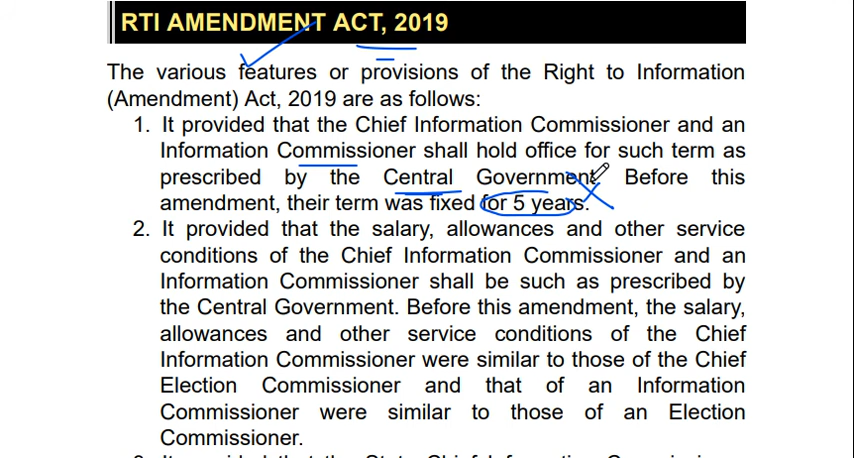 RTI AMENDMENT ACT, 2019
The various features or provisions of the Right to Information
(Amendment) Act, 2019 are as follows:
1. It provided that the Chief Information Commissioner and an
Information Commissioner shall hold office for such term as
prescribed by the Central Government. Before this
amendment, their term was fixed for 5 years.
2. It provided that the salary, allowances and other service
conditions of the Chief Information Commissioner and an
Information Commissioner shall be such as prescribed by
the Central Government. Before this amendment, the salary,
allowances and other service conditions of the Chief
Information Commissioner were similar to those of the Chief
Election Commissioner and that of an Information
Commissioner were similar to those of an Election
Commissioner.